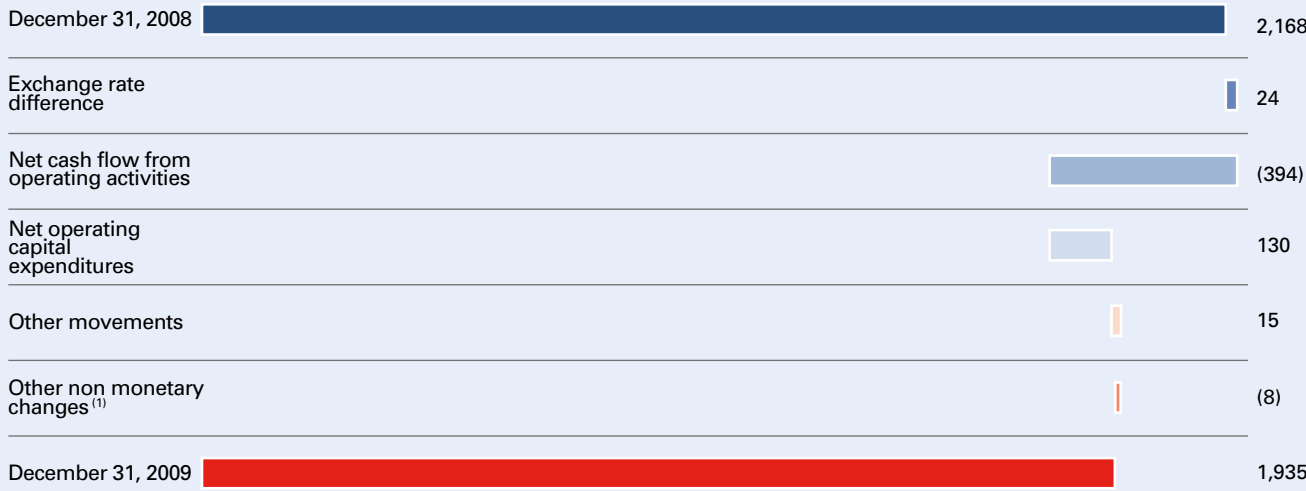 December 31, 2008 2,168
Exchange rate
difference 24
Net cash flow from
operating activities (394)
Net operating
capital
expenditures 130
Other movements 15
Other non monetary
changes (1) (8)
December 31, 2009 1,935